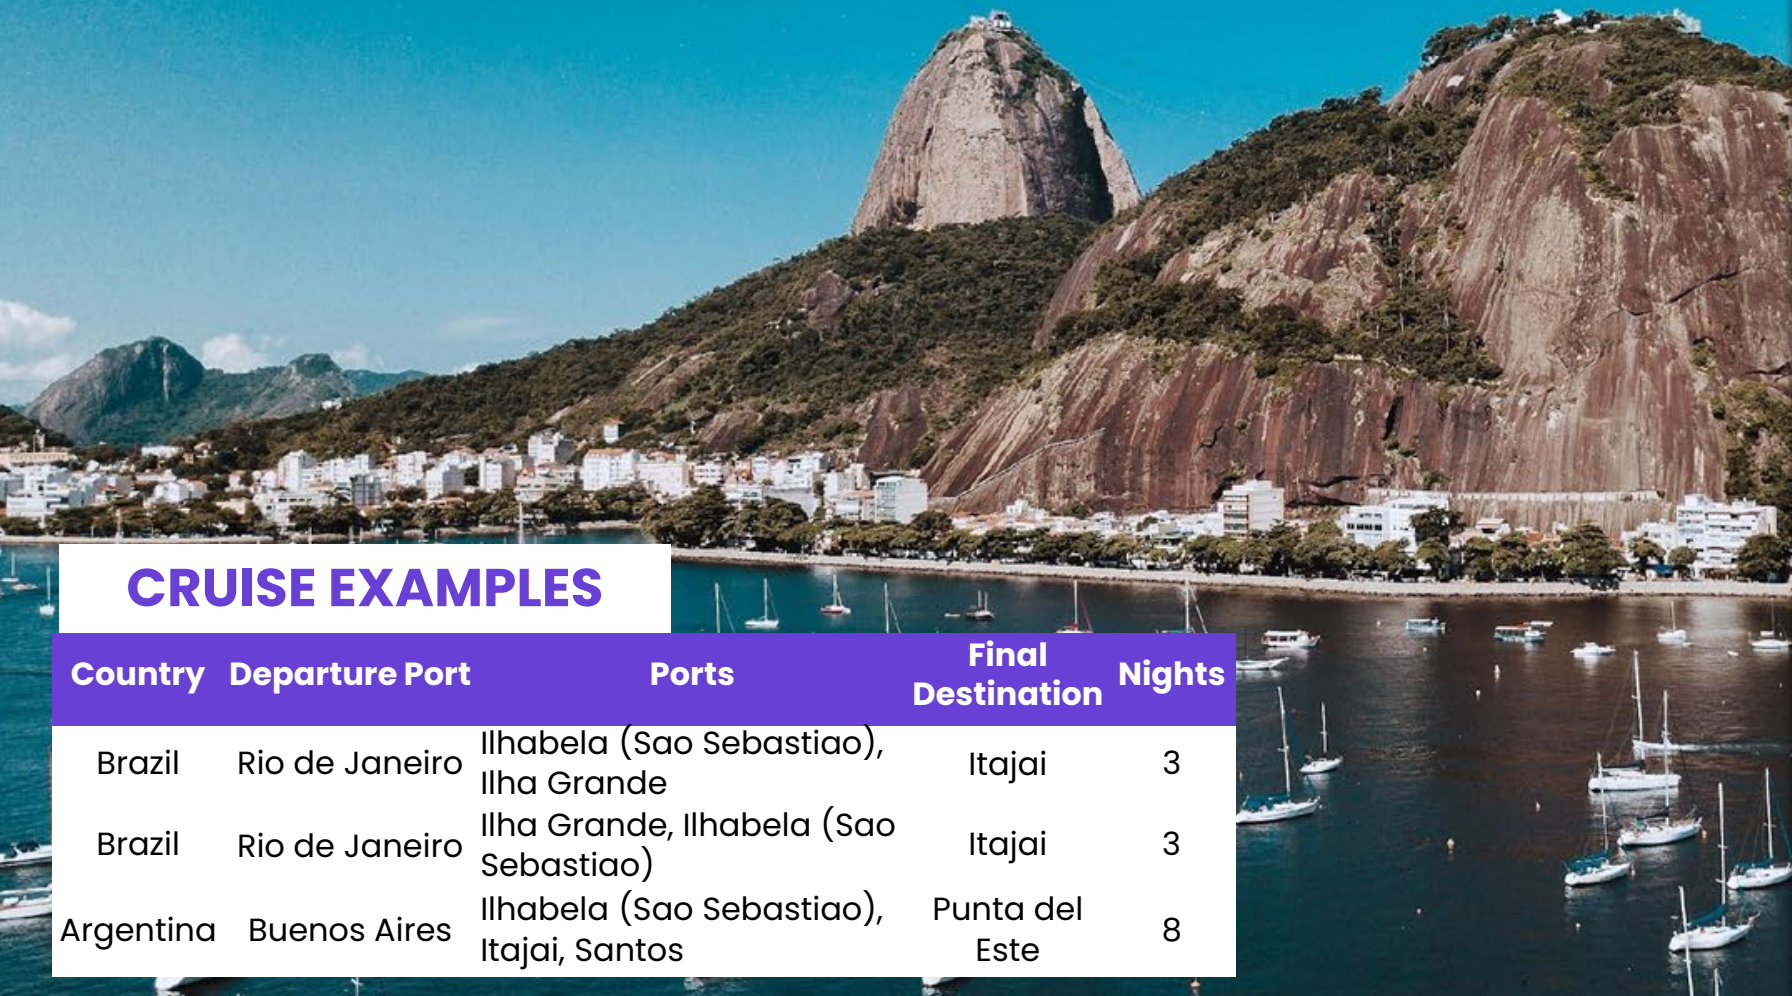 CRUISE EXAMPLES
Country Departure Port Ports Final Destination Nights
Brazil Rio de Janeiro Ilhabela (Sao Sebastiao), Ilha Grande Itajai 3
Brazil Rio de Janeiro Ilha Grande, Ilhabela (Sao Sebastiao) Itajai 3
Argentina Buenos Aires Ilhabela (Sao Sebastiao), Itajai, Santos Punta del Este 8